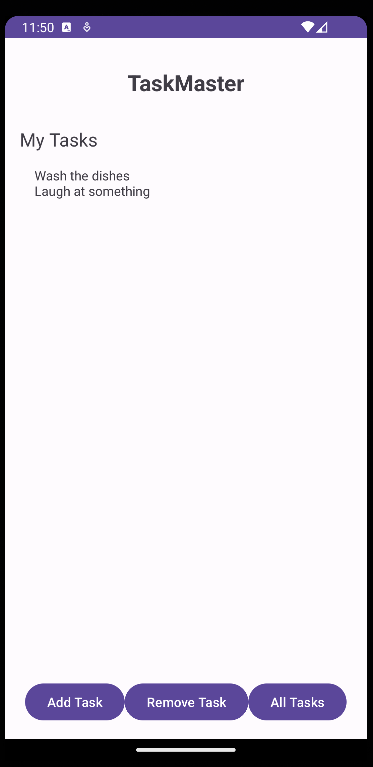 11:50
TaskMaster
My Tasks
Wash the dishes
Laugh at something
Add Task Remove Task All Tasks